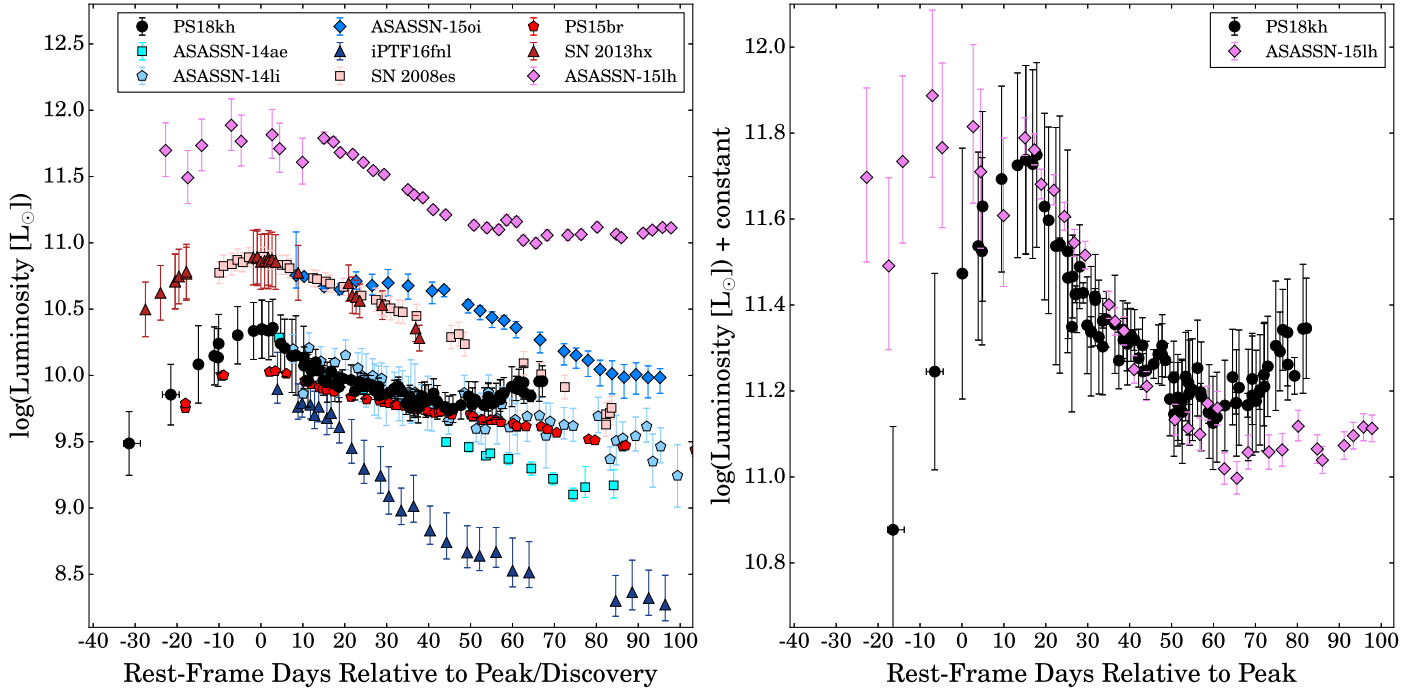 PS18kh
ASASSN-14ae
ASASSN-14li
ASASSN-15oi
iPTF16fnl
SN 2008es
PS15br
SN 2013hx
ASASSN-15lh
log(Luminosity [L☉])
12.5
12.0
11.5
11.0
10.5
10.0
9.5
9.0
8.5
-40 -30 -20 -10 0 10 20 30 40 50 60 70 80 90 100
Rest-Frame Days Relative to Peak/Discovery
PS18kh
ASASSN-15lh
log(Luminosity [L☉]) + constant
12.0
11.8
11.6
11.4
11.2
11.0
10.8
-40 -30 -20 -10 0 10 20 30 40 50 60 70 80 90 100
Rest-Frame Days Relative to Peak